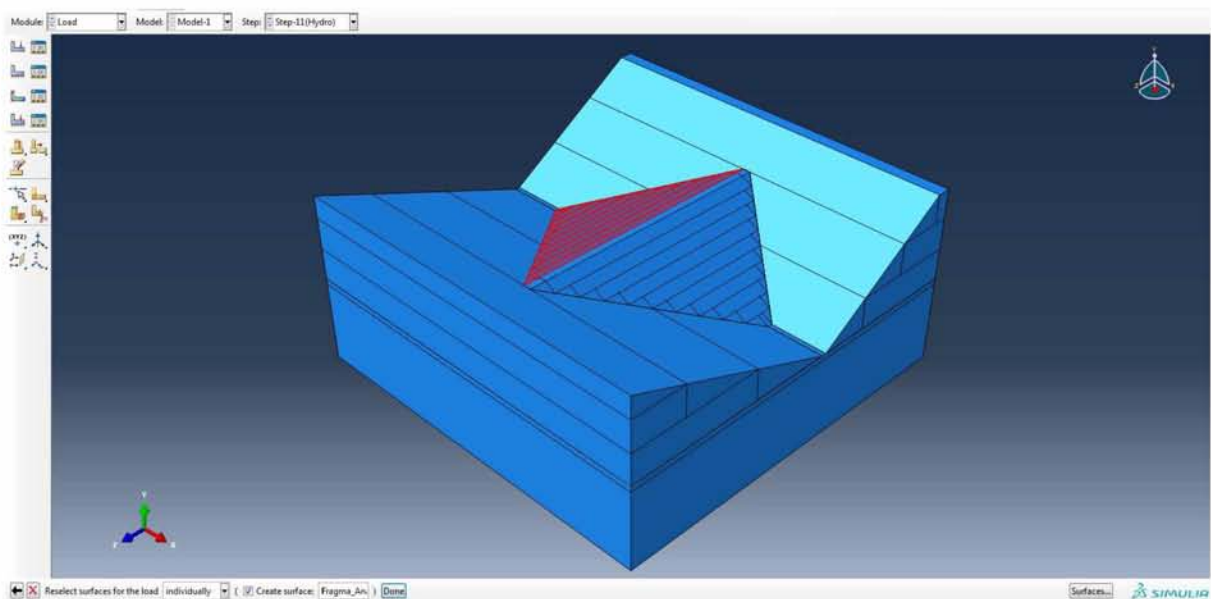 Module: Load Model: Model-1 Step: Step-11(Hydro)
(XYZ)
Y
Z X
Reselect surfaces for the load individually ( Create surface: Fragma_An ) Done Surfaces... SIMULIA